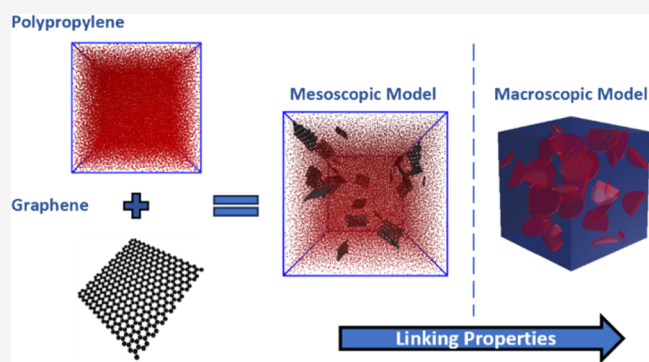 Polypropylene
Mesoscopic Model
Macroscopic Model
Graphene
Linking Properties